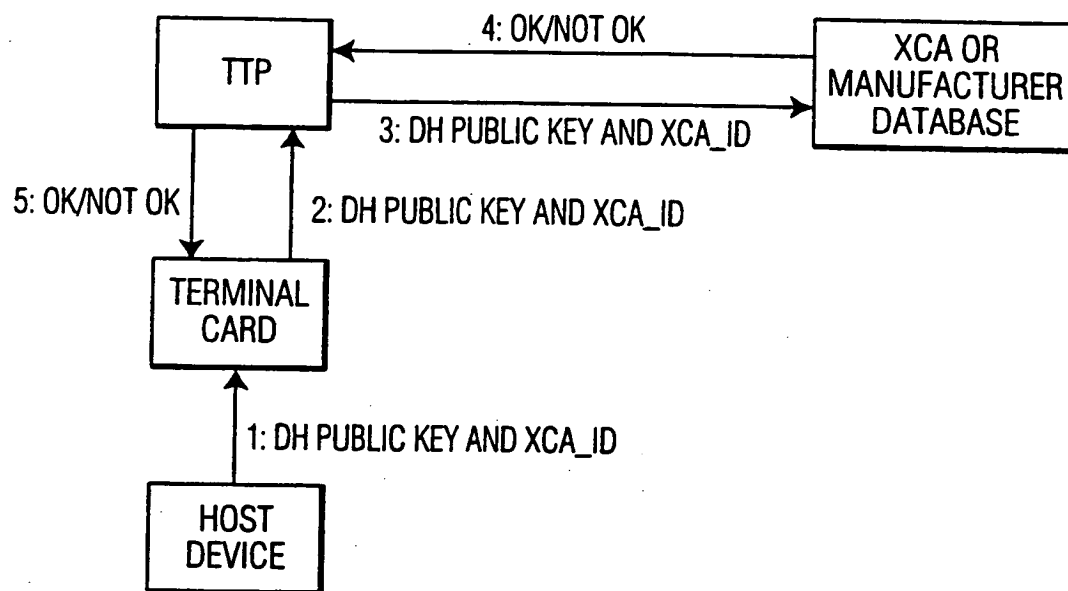 4: OK/NOT OK
TTP
XCA OR
MANUFACTURER
DATABASE
3: DH PUBLIC KEY AND XCA_ID
5: OK/NOT OK
2: DH PUBLIC KEY AND XCA_ID
TERMINAL
CARD
1: DH PUBLIC KEY AND XCA_ID
HOST
DEVICE